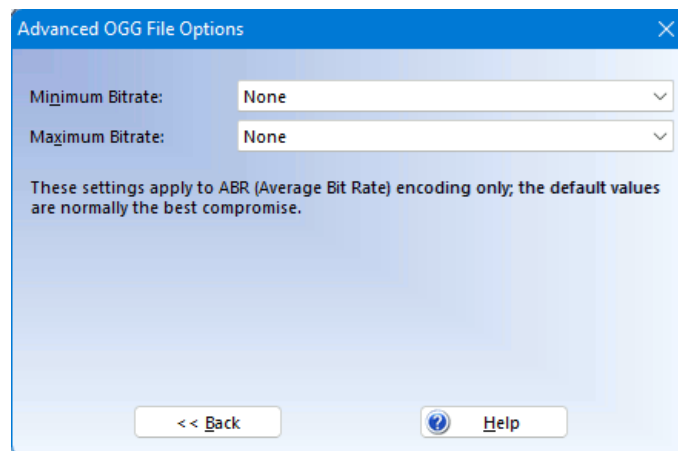 Advanced OGG File Options
Minimum Bitrate: None
Maximum Bitrate: None
These settings apply to ABR (Average Bit Rate) encoding only; the default values
are normally the best compromise.
<< Back Help